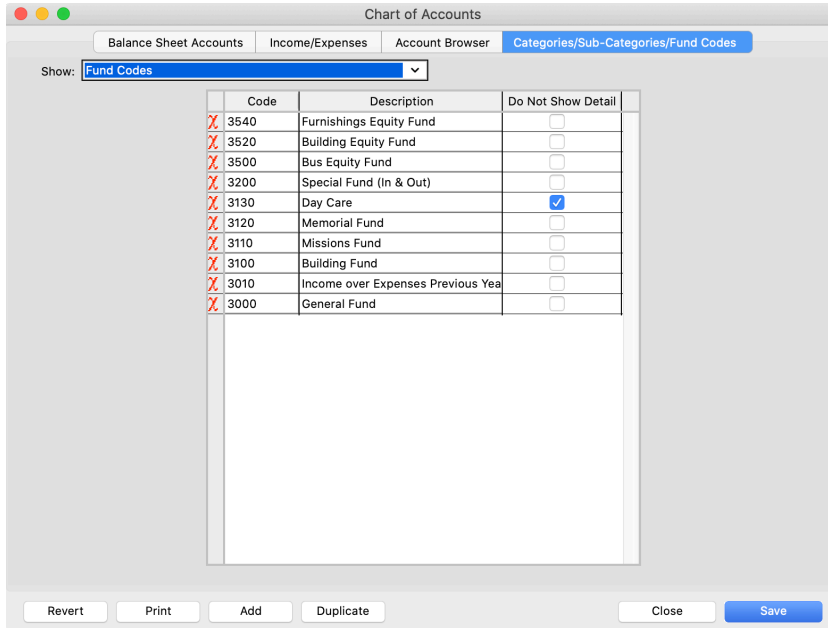 Chart of Accounts
Balance Sheet Accounts Income/Expenses Account Browser Categories/Sub-Categories/Fund Codes
Show: Fund Codes
Code Description Do Not Show Detail
3540 Furnishings Equity Fund
3520 Building Equity Fund
3500 Bus Equity Fund
3200 Special Fund (In & Out)
3130 Day Care
3120 Memorial Fund
3110 Missions Fund
3100 Building Fund
3010 Income over Expenses Previous Yea
3000 General Fund
Revert Print Add Duplicate Close Save